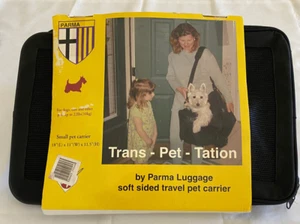 PARMA
Small pet carrier
Trans - Pet - Tation
by Parma Luggage
soft sided travel pet carrier